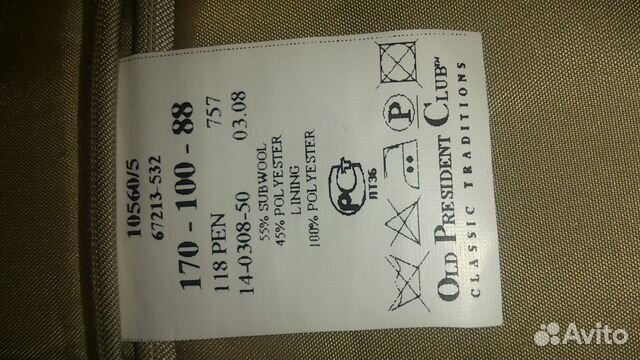 10560/5
67213-532
170 - 100 - 88
118 PEN 757
14-0308-50 03.08
55% SUBWOOL
45% POLYESTER
LINING
100% POLYESTER
РСТ
ЛТ36
P
OLD PRESIDENT CLUB™
CLASSIC TRADITIONS
Avito